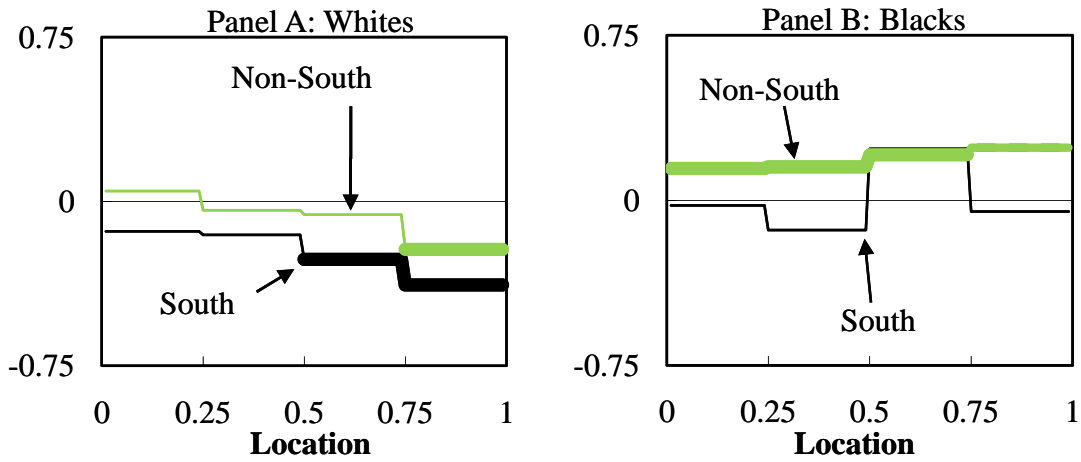 Panel A: Whites
0.75
Non-South
0
South
-0.75
0 0.25 0.5 0.75 1
Location
Panel B: Blacks
0.75
Non-South
0
South
-0.75
0 0.25 0.5 0.75 1
Location